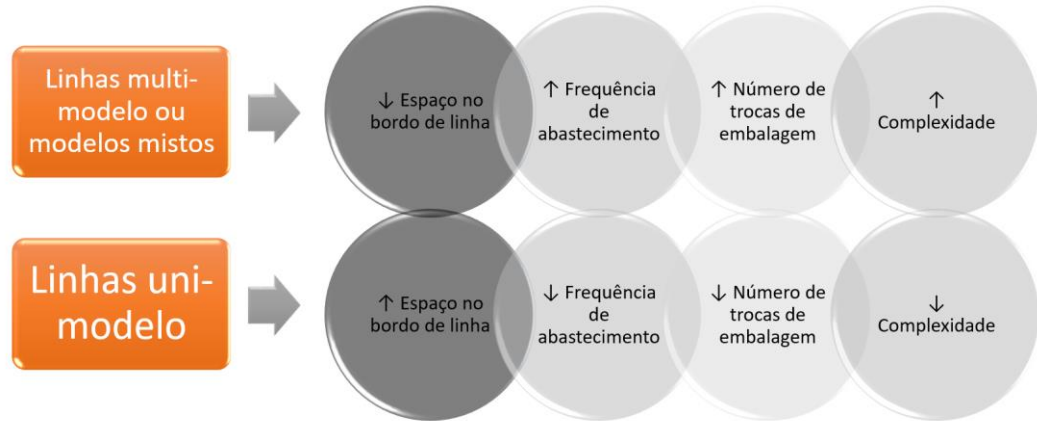 Linhas multi-
modelo ou
modelos mistos
↓ Espaço no
bordo de linha
↑ Frequência
de
abastecimento
↑ Número de
trocas de
embalagem
↑
Complexidade
Linhas uni-
modelo
↑ Espaço no
bordo de linha
↓ Frequência
de
abastecimento
↓ Número de
trocas de
embalagem
↓
Complexidade